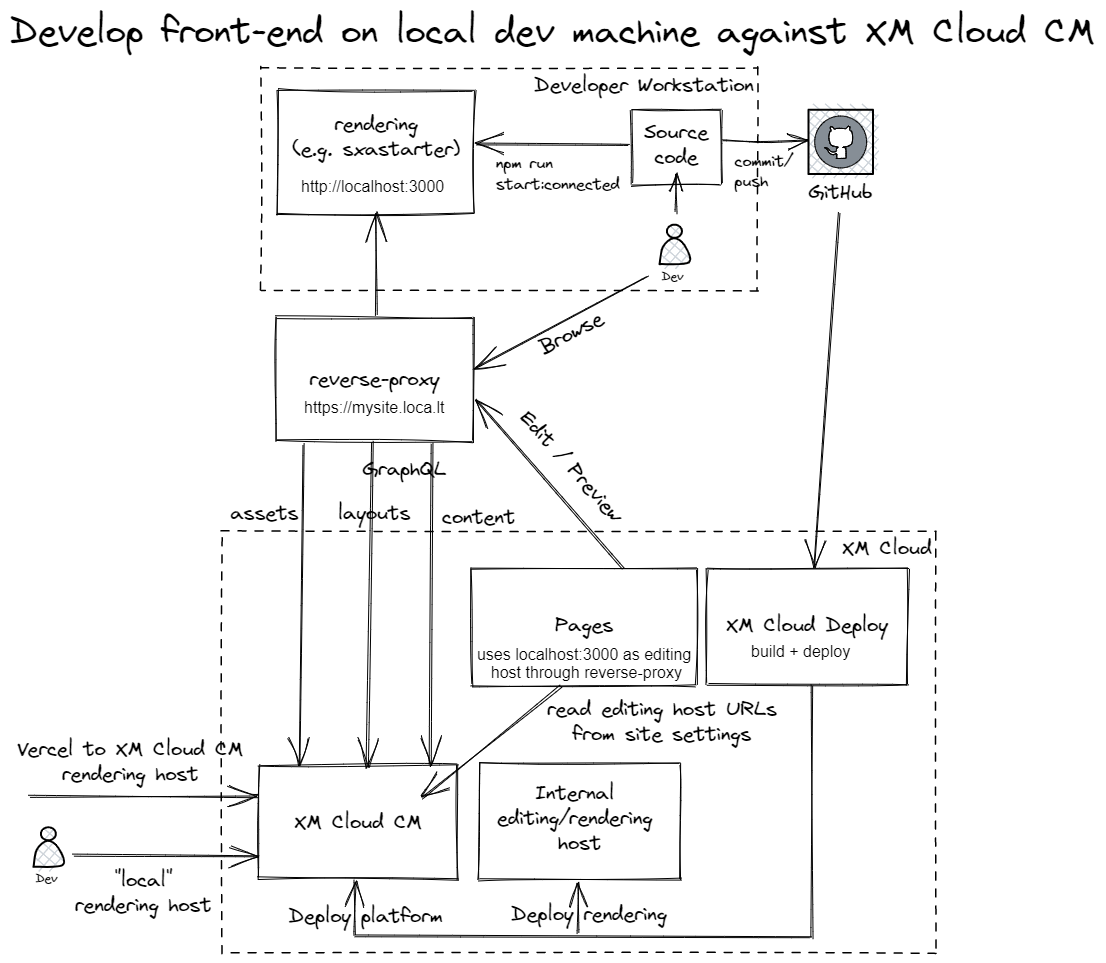 Develop front-end on local dev machine against XM Cloud CM
Developer Workstation
rendering
(e.g. sxastarter)
http://localhost:3000
Source
code
npm run
start:connected
commit/
push
GitHub
Dev
Browse
reverse-proxy
https://mysite.loca.lt
Edit / Preview
GraphQL
assets
layouts
content
XM Cloud
Pages
uses localhost:3000 as editing
host through reverse-proxy
XM Cloud Deploy
build + deploy
read editing host URLs
from site settings
Vercel to XM Cloud CM
rendering host
XM Cloud CM
Internal
editing/rendering
host
Dev
"local"
rendering host
Deploy platform
Deploy rendering